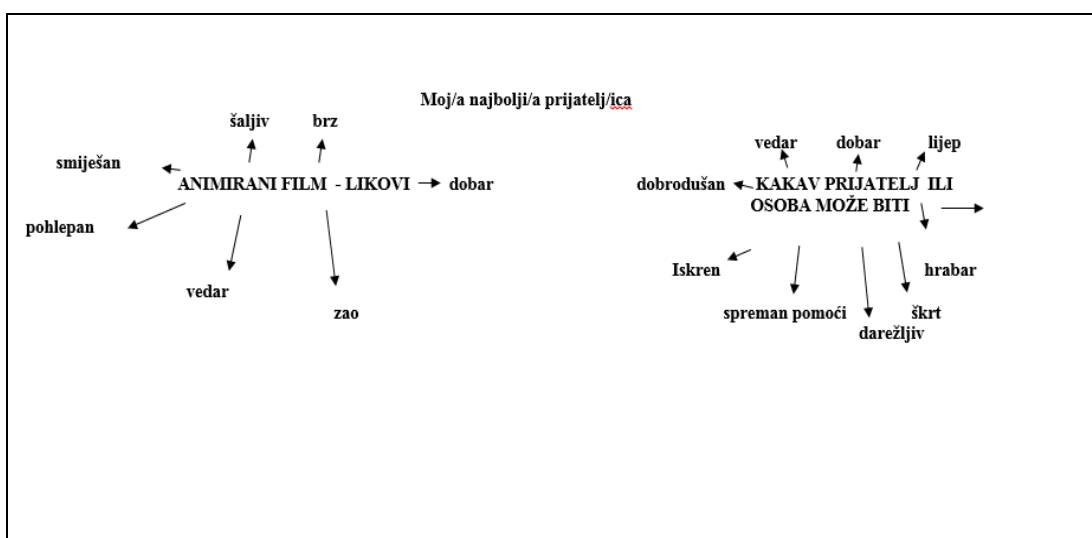 Moj/a najbolji/a prijatelj/ica
šaljiv brz
smiješan
ANIMIRANI FILM - LIKOVI
dobar
pohlepan
vedar
zao
vedar dobar lijep
dobrodušan
KAKAV PRIJATELJ ILI
OSOBA MOŽE BITI
Iskren
hrabar
spreman pomoći
škrt
darežljiv